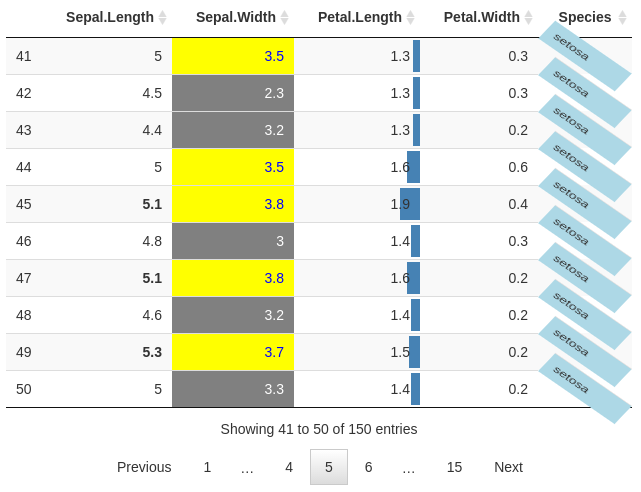 Sepal.Length Sepal.Width Petal.Length Petal.Width Species
41 5 3.5 1.3 0.3 setosa
42 4.5 2.3 1.3 0.3 setosa
43 4.4 3.2 1.3 0.2 setosa
44 5 3.5 1.6 0.6 setosa
45 5.1 3.8 1.9 0.4 setosa
46 4.8 3 1.4 0.3 setosa
47 5.1 3.8 1.6 0.2 setosa
48 4.6 3.2 1.4 0.2 setosa
49 5.3 3.7 1.5 0.2 setosa
50 5 3.3 1.4 0.2 setosa
Showing 41 to 50 of 150 entries
Previous 1 … 4 5 6 … 15 Next